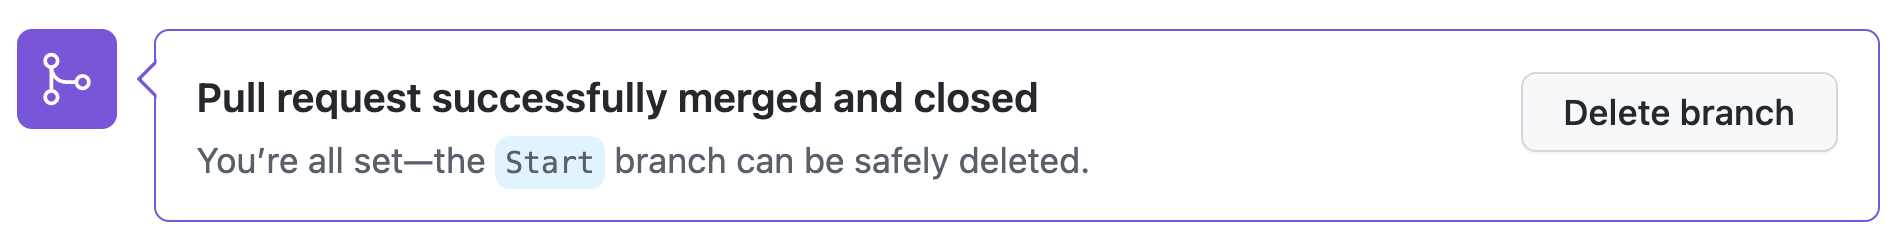 Pull request successfully merged and closed
You’re all set—the Start branch can be safely deleted.
Delete branch